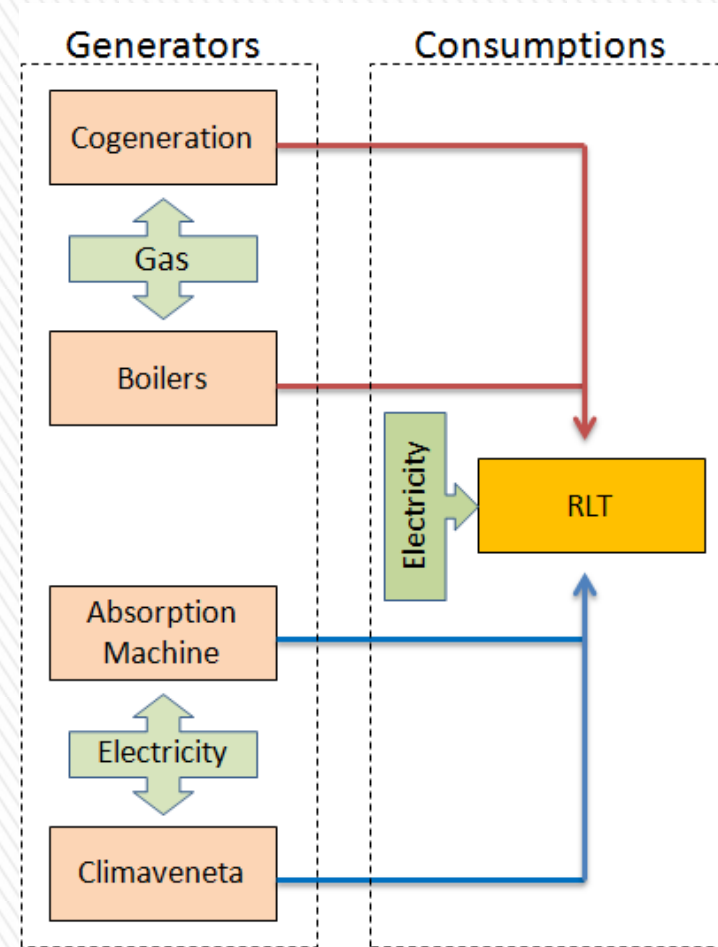 Generators
Consumptions
Cogeneration
Gas
Boilers
Electricity
RLT
Absorption
Machine
Electricity
Climaveneta